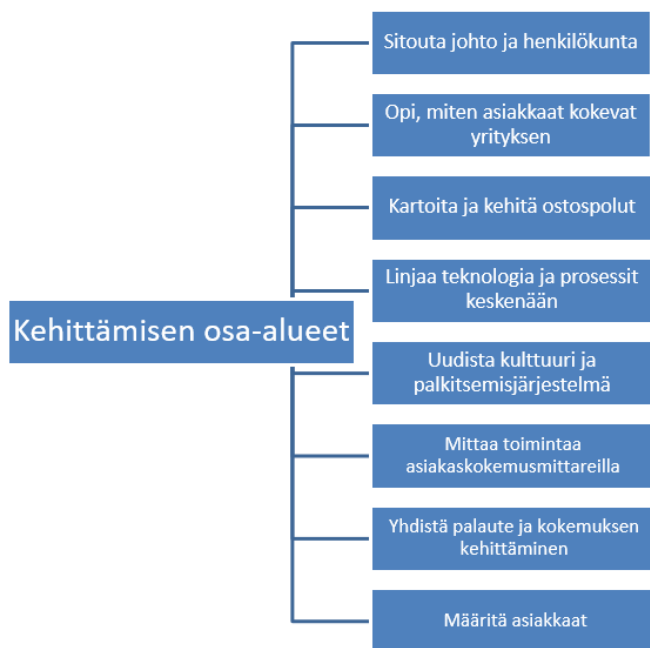 Kehittämisen osa-alueet
Sitouta johto ja henkilökunta
Opi, miten asiakkaat kokevat
yrityksen
Kartoita ja kehitä ostospolut
Linjaa teknologia ja prosessit
keskenään
Uudista kulttuuri ja
palkitsemisjärjestelmä
Mittaa toimintaa
asiakaskokemusmittareilla
Yhdistä palaute ja kokemuksen
kehittäminen
Määritä asiakkaat